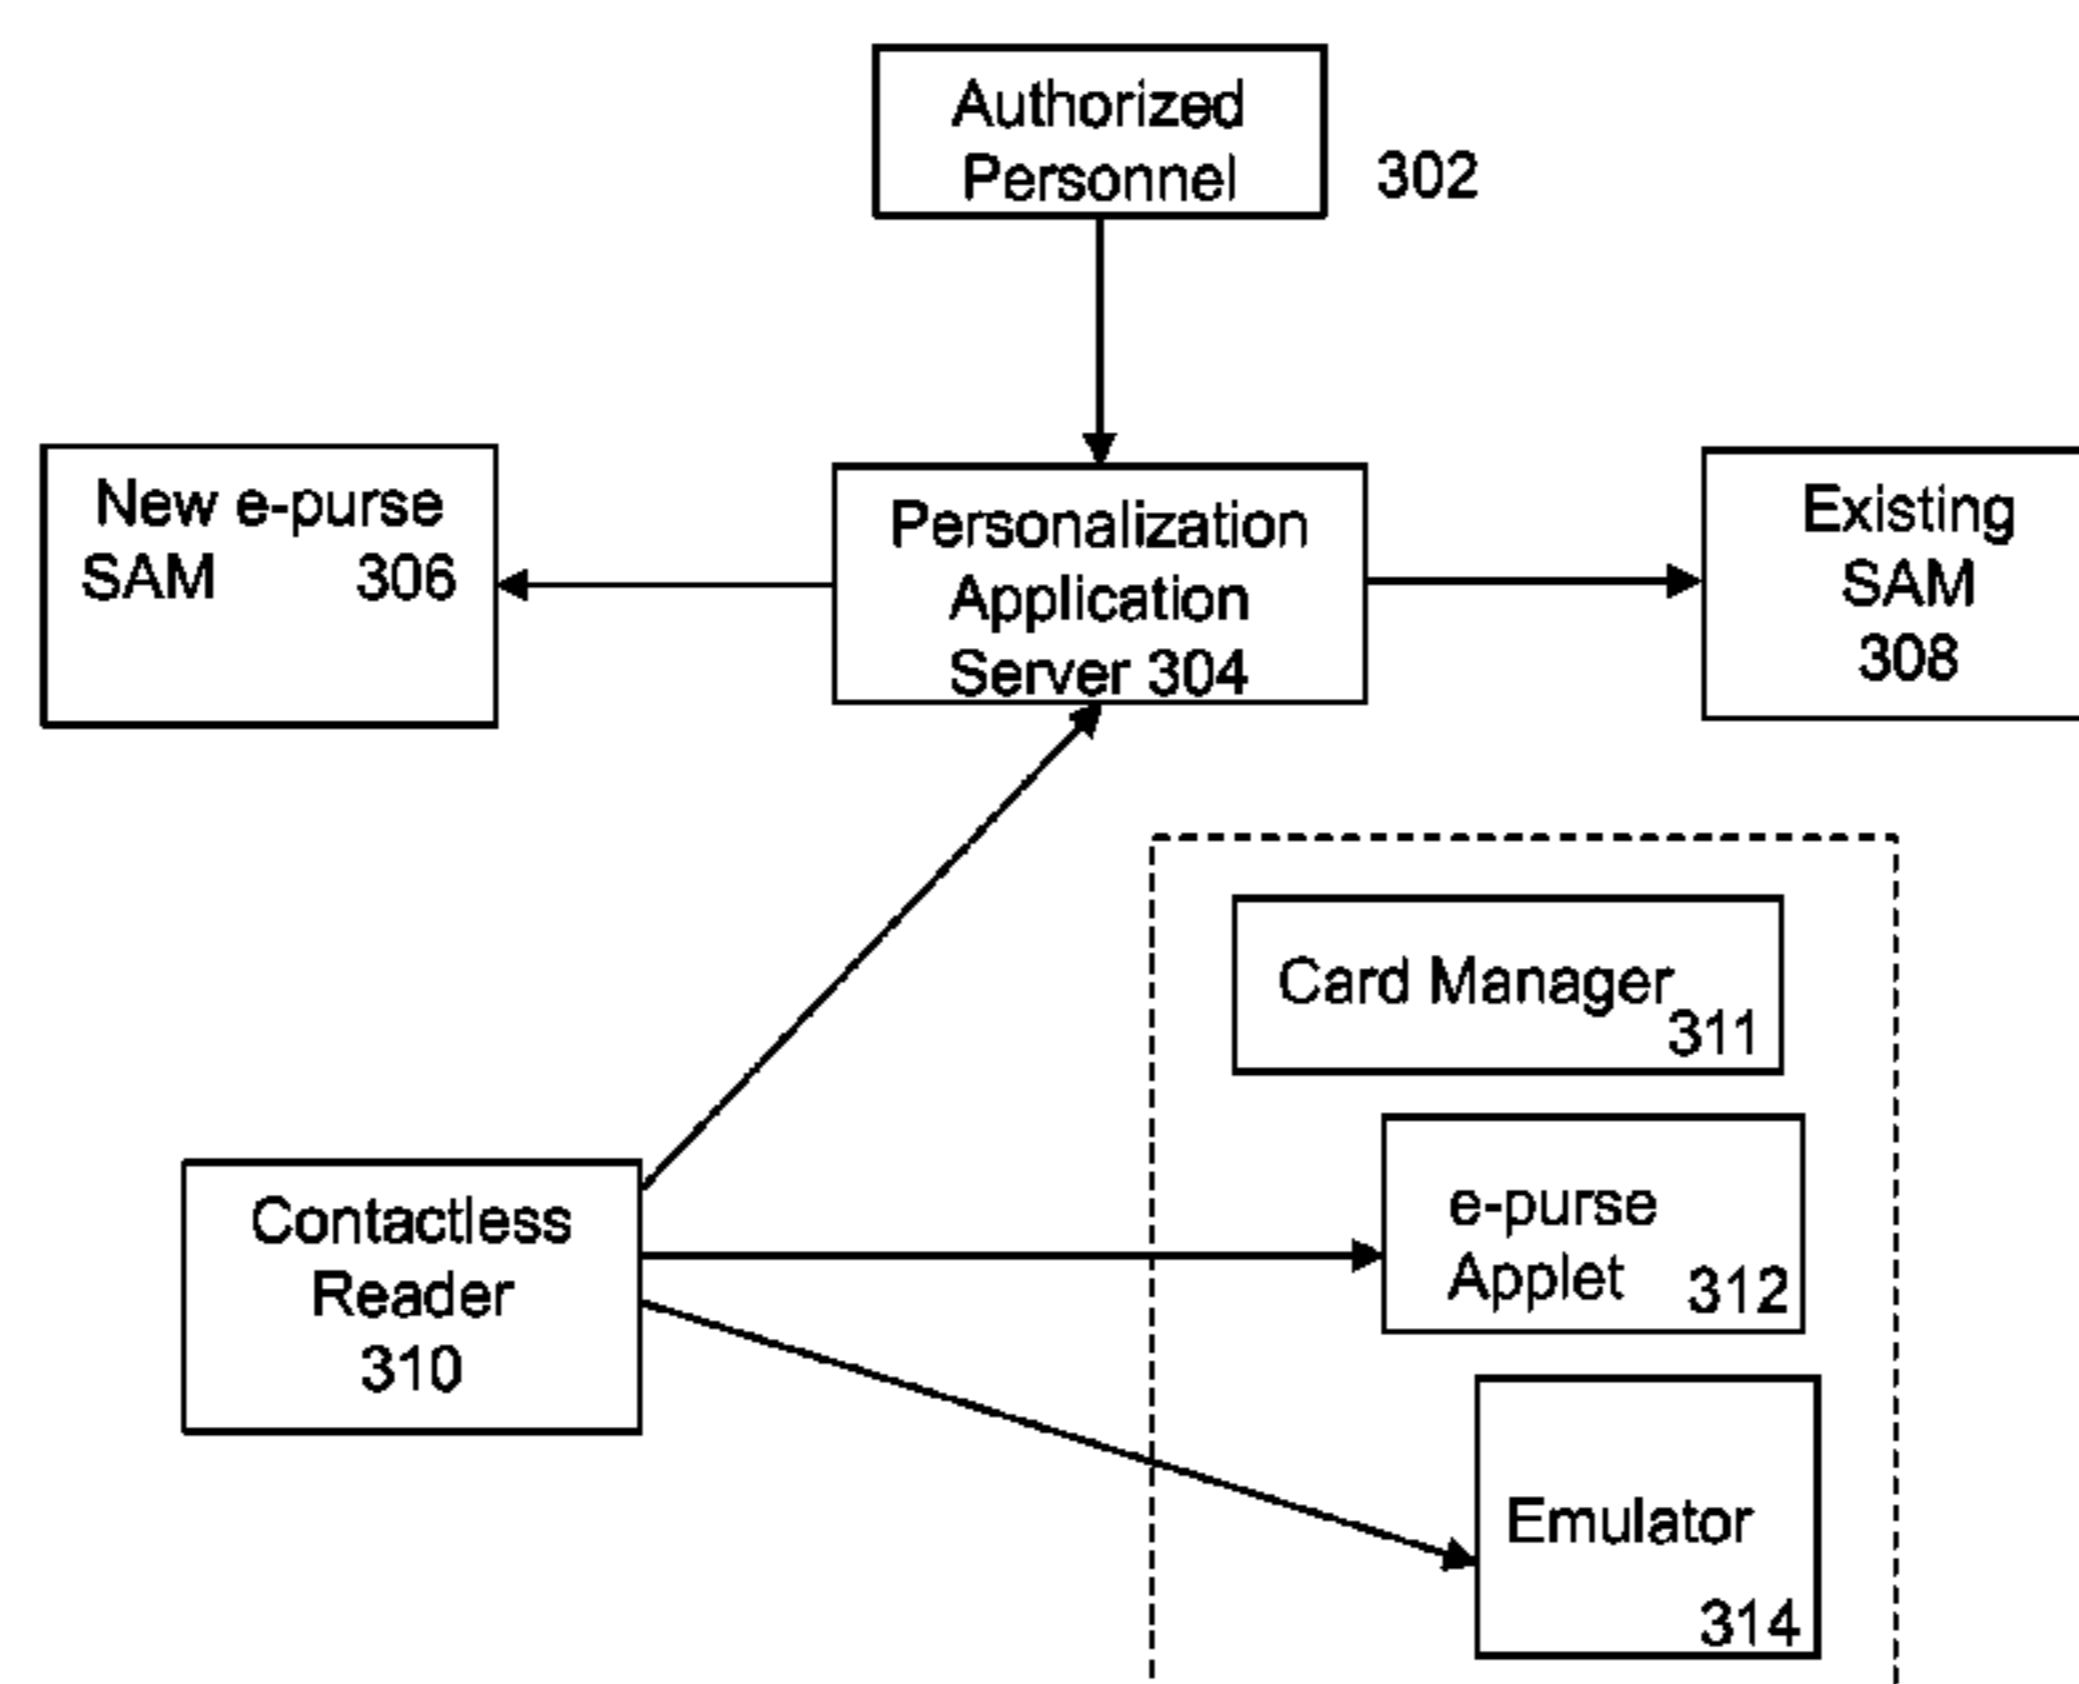 Authorized
Personnel
302
New e-purse
SAM 306
Personalization
Application
Server 304
Existing
SAM
308
Card Manager
311
e-purse
Applet 312
Contactless
Reader
310
Emulator
314